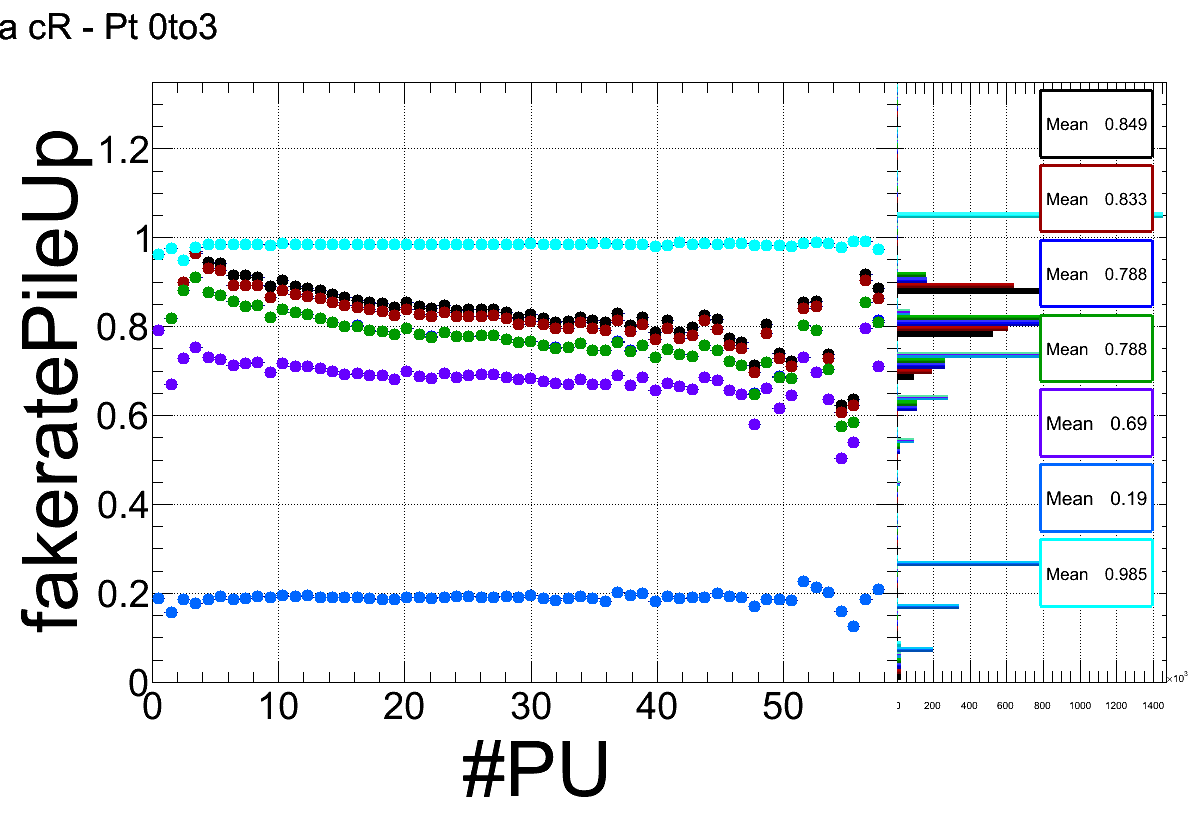 a cR - Pt 0to3
fakeratePileUp
1.2
1
0.8
0.6
0.4
0.2
0
0 10 20 30 40 50
#PU
Mean 0.849
Mean 0.833
Mean 0.788
Mean 0.788
Mean 0.69
Mean 0.19
Mean 0.985
×10³
0 200 400 600 800 1000 1200 1400